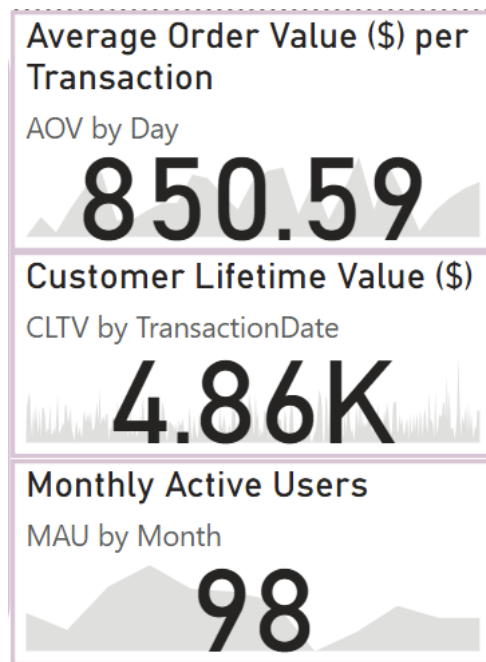 Average Order Value ($) per
Transaction
AOV by Day
850.59
Customer Lifetime Value ($)
CLTV by TransactionDate
4.86K
Monthly Active Users
MAU by Month
98